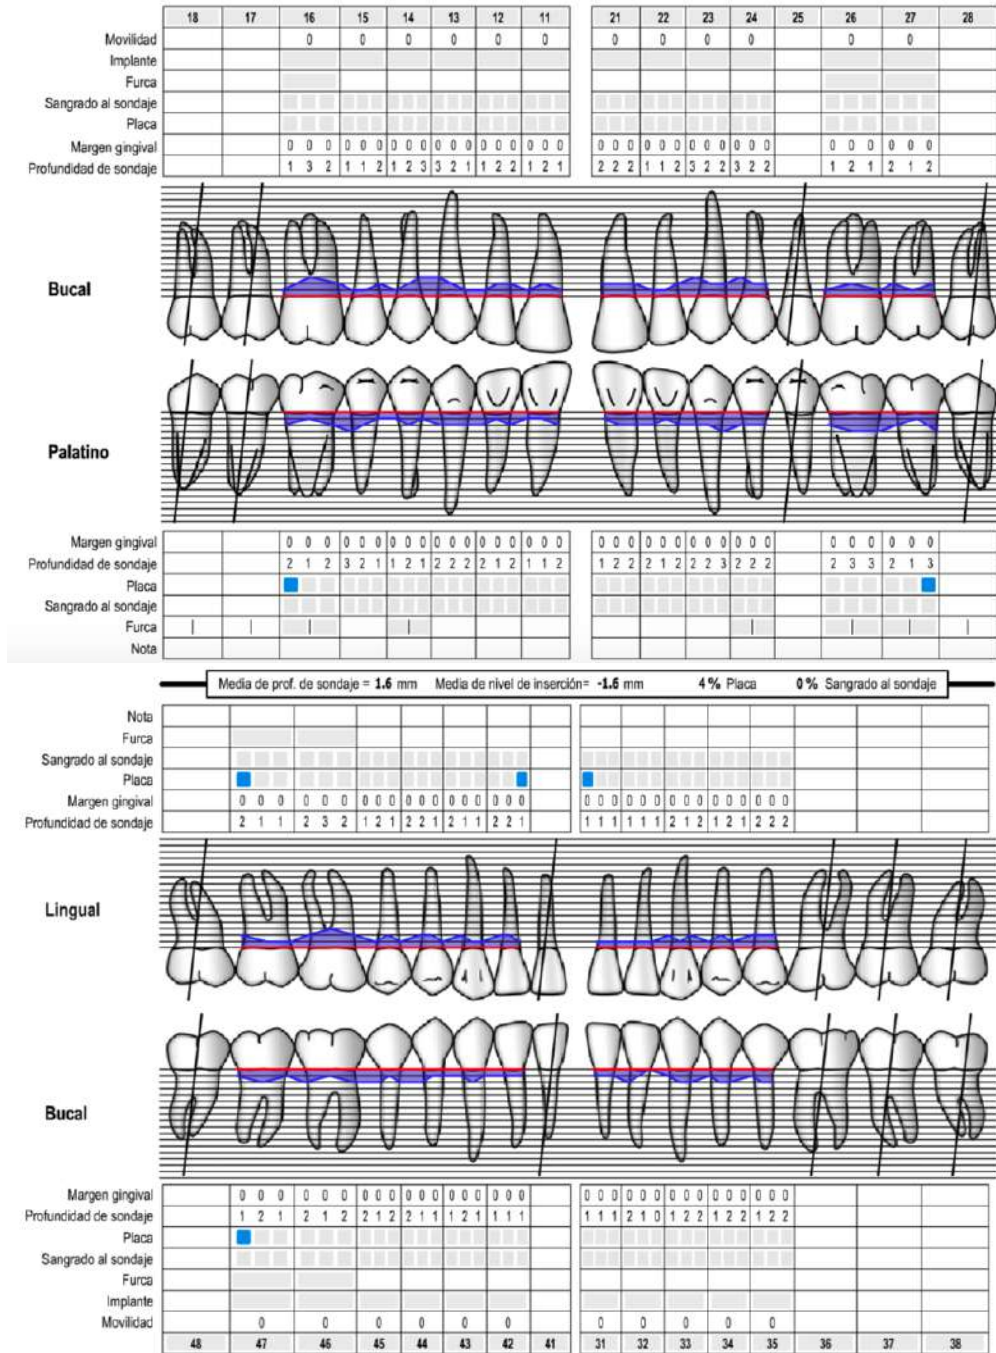 18 17 16 15 14 13 12 11 21 22 23 24 25 26 27 28
Movilidad 0 0 0 0 0 0 0 0 0 0 0 0
Implante
Furca
Sangrado al sondaje
Placa
Margen gingival 0 0 0 0 0 0 0 0 0 0 0 0 0 0 0 0 0 0 0 0 0 0 0 0 0 0 0 0 0 0 0 0 0 0 0 0
Profundidad de sondaje 1 3 2 1 1 2 1 2 3 3 2 1 1 2 2 1 2 1 2 2 2 1 1 2 3 2 2 3 2 2 1 2 1 2 1 2
Bucal
Palatino
Margen gingival 0 0 0 0 0 0 0 0 0 0 0 0 0 0 0 0 0 0 0 0 0 0 0 0 0 0 0 0 0 0 0 0 0 0 0 0
Profundidad de sondaje 2 1 2 3 2 1 1 2 1 2 2 2 2 1 2 1 1 2 1 2 2 2 1 2 2 2 3 2 2 2 2 3 3 2 1 3
Placa
Sangrado al sondaje
Furca
Nota
Media de prof. de sondaje = 1.6 mm Media de nivel de inserción= -1.6 mm 4 % Placa 0 % Sangrado al sondaje
Nota
Furca
Sangrado al sondaje
Placa
Margen gingival 0 0 0 0 0 0 0 0 0 0 0 0 0 0 0 0 0 0 0 0 0 0 0 0 0 0 0 0 0 0 0 0 0
Profundidad de sondaje 2 1 1 2 3 2 1 2 1 2 2 1 2 1 1 2 2 1 1 1 1 1 1 1 2 1 2 1 2 1 2 2 2
Lingual
Bucal
Margen gingival 0 0 0 0 0 0 0 0 0 0 0 0 0 0 0 0 0 0 0 0 0 0 0 0 0 0 0 0 0 0 0 0 0
Profundidad de sondaje 1 2 1 2 1 2 2 1 2 2 1 1 1 2 1 1 1 1 1 1 1 2 1 0 1 2 2 1 2 2 1 2 2
Placa
Sangrado al sondaje
Furca
Implante
Movilidad 0 0 0 0 0 0 0 0 0 0 0
48 47 46 45 44 43 42 41 31 32 33 34 35 36 37 38